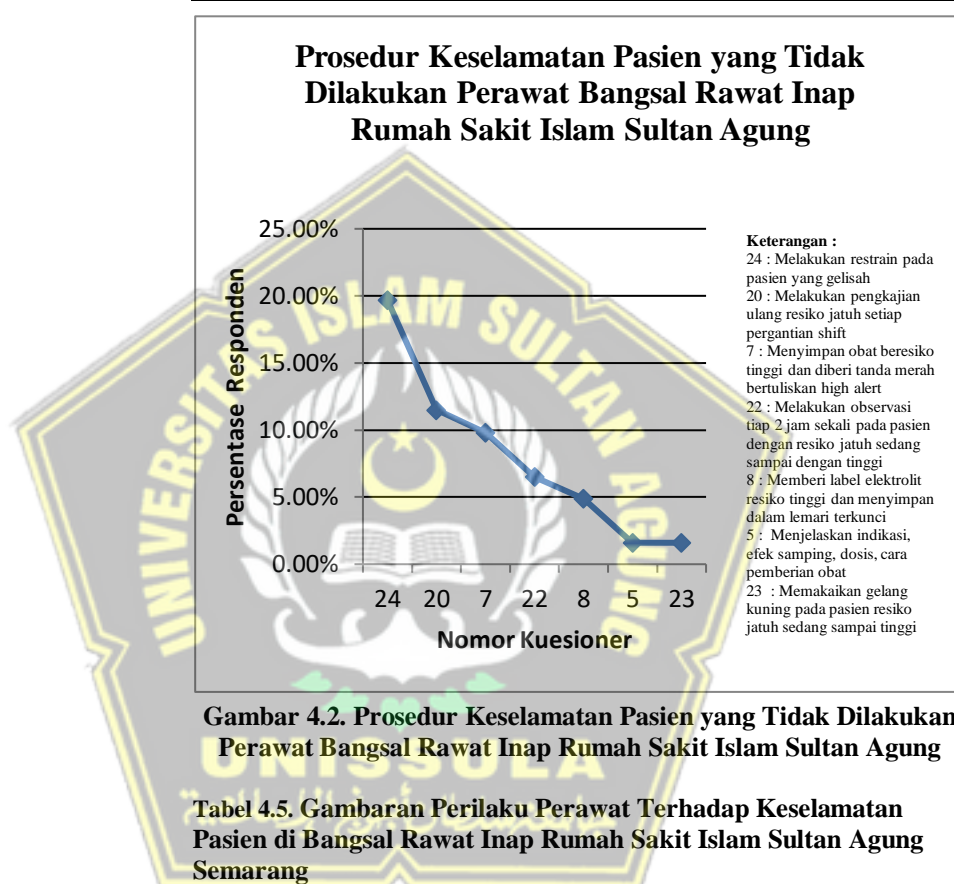 Prosedur Keselamatan Pasien yang Tidak
Dilakukan Perawat Bangsal Rawat Inap
Rumah Sakit Islam Sultan Agung
25.00%
20.00%
15.00%
10.00%
5.00%
0.00%
Persentase Responden
24 20 7 22 8 5 23
Nomor Kuesioner
Keterangan :
24 : Melakukan restrain pada
pasien yang gelisah
20 : Melakukan pengkajian
ulang resiko jatuh setiap
pergantian shift
7 : Menyimpan obat beresiko
tinggi dan diberi tanda merah
bertuliskan high alert
22 : Melakukan observasi
tiap 2 jam sekali pada pasien
dengan resiko jatuh sedang
sampai dengan tinggi
8 : Memberi label elektrolit
resiko tinggi dan menyimpan
dalam lemari terkunci
5 : Menjelaskan indikasi,
efek samping, dosis, cara
pemberian obat
23 : Memakaikan gelang
kuning pada pasien resiko
jatuh sedang sampai tinggi
UNIVERSITAS ISLAM SULTAN AGUNG
Gambar 4.2. Prosedur Keselamatan Pasien yang Tidak Dilakukan
Perawat Bangsal Rawat Inap Rumah Sakit Islam Sultan Agung
UNISSULA
Tabel 4.5. Gambaran Perilaku Perawat Terhadap Keselamatan
Pasien di Bangsal Rawat Inap Rumah Sakit Islam Sultan Agung
Semarang